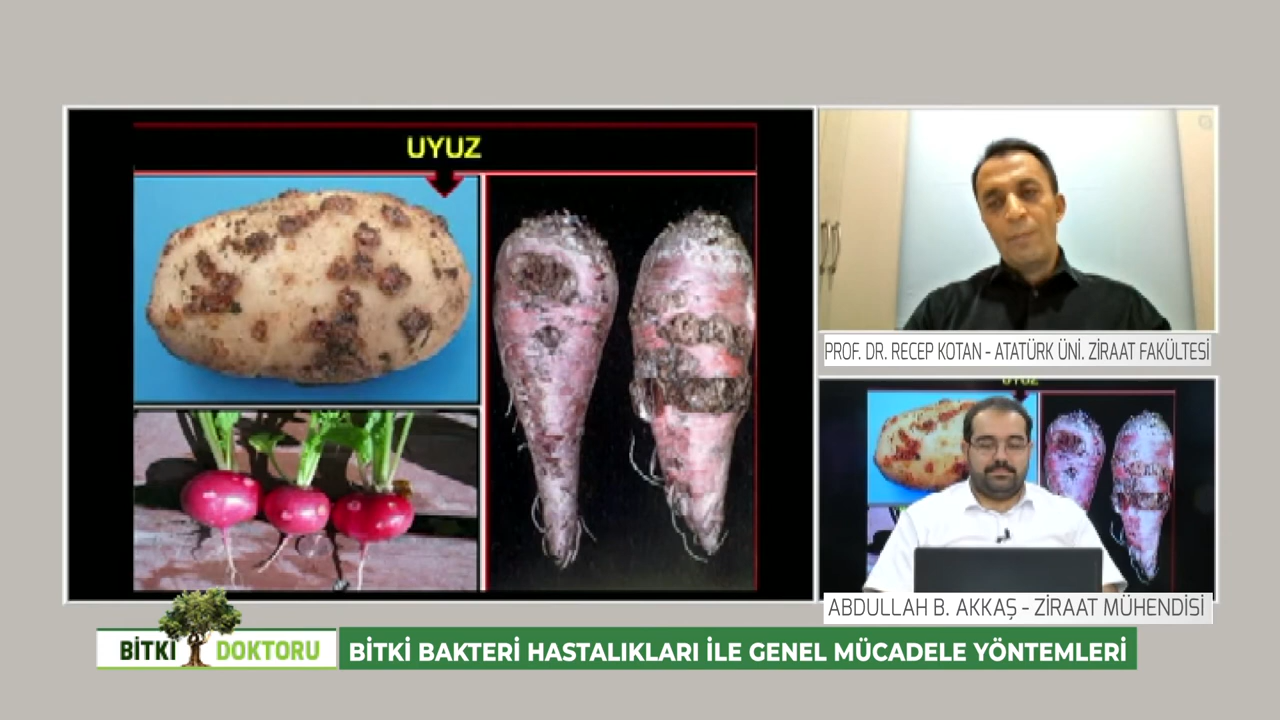 UYUZ
PROF. DR. RECEP KOTAN - ATATÜRK ÜNİ. ZİRAAT FAKÜLTESİ
UYUZ
ABDULLAH B. AKKAŞ - ZİRAAT MÜHENDİSİ
BİTKİ DOKTORU
BİTKİ BAKTERİ HASTALIKLARI İLE GENEL MÜCADELE YÖNTEMLERİ